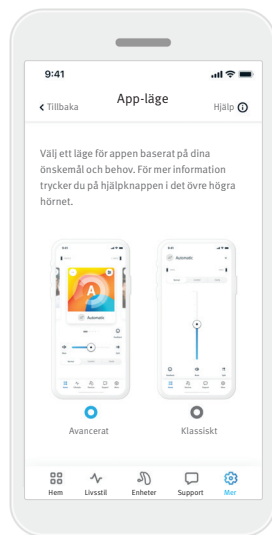 9:41
Tillbaka
App-läge
Hjälp
Välj ett läge för appen baserat på dina
önskemål och behov. För mer information
trycker du på hjälpknappen i det övre högra
hörnet.
A
Automatic
Automatic
Avancerat
Klassiskt
Hem Livsstil Enheter Support Mer